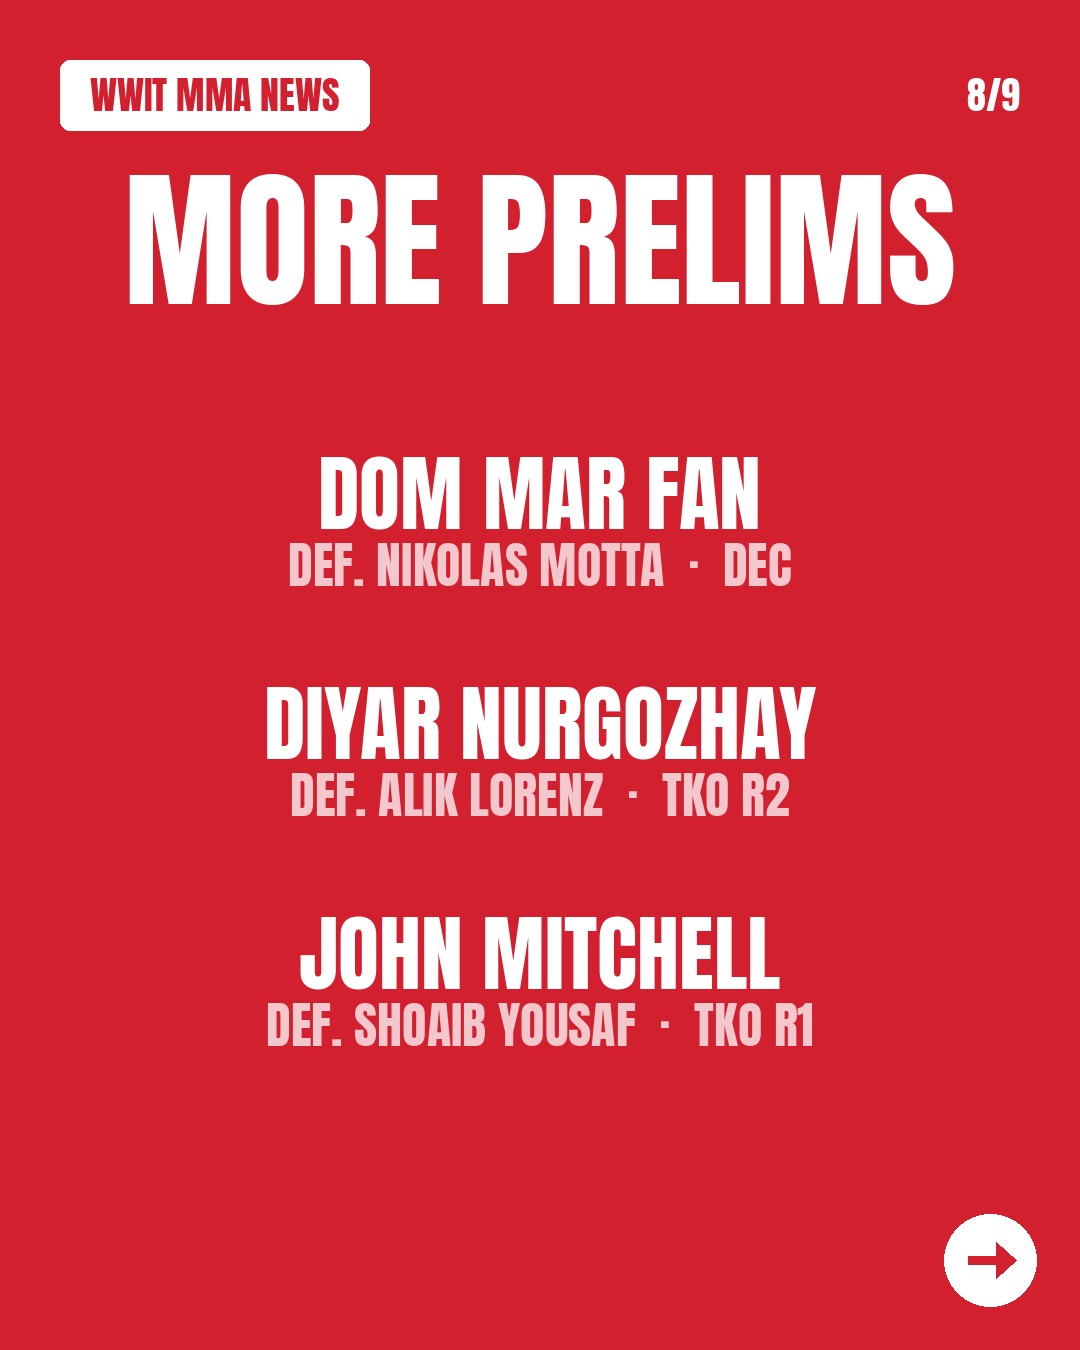 WWIT MMA NEWS
8/9
MORE PRELIMS
DOM MAR FAN
DEF. NIKOLAS MOTTA · DEC
DIYAR NURGOZHAY
DEF. ALIK LORENZ · TKO R2
JOHN MITCHELL
DEF. SHOAIB YOUSAF · TKO R1